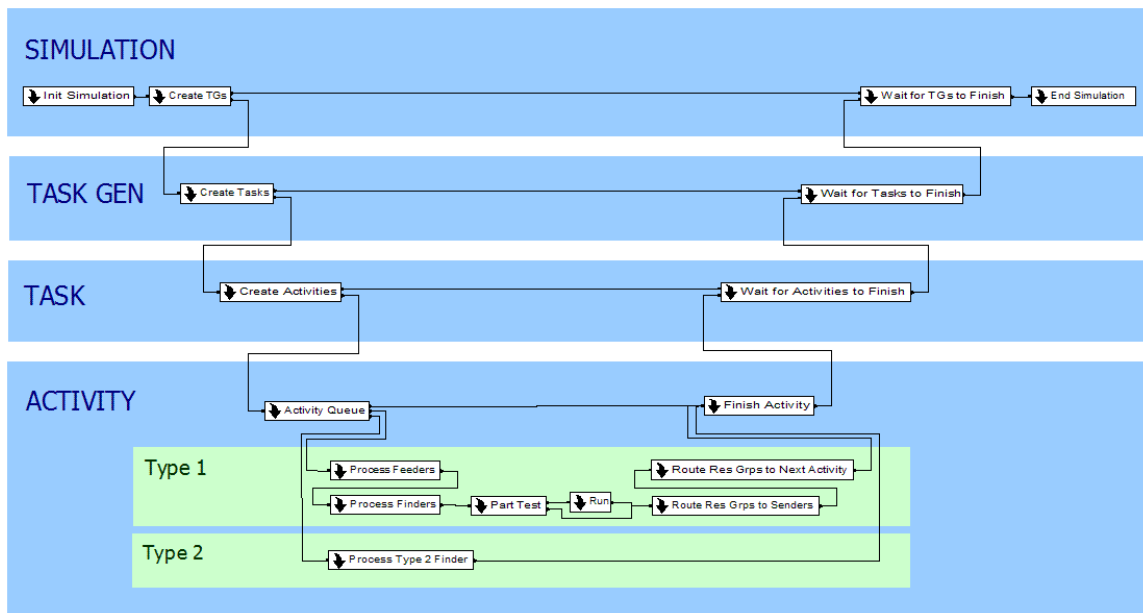 SIMULATION
Init Simulation
Create TGs
Wait for TGs to Finish
End Simulation
TASK GEN
Create Tasks
Wait for Tasks to Finish
TASK
Create Activities
Wait for Activities to Finish
ACTIVITY
Activity Queue
Finish Activity
Type 1
Process Feeders
Route Res Grps to Next Activity
Process Finders
Part Test
Run
Route Res Grps to Senders
Type 2
Process Type 2 Finder